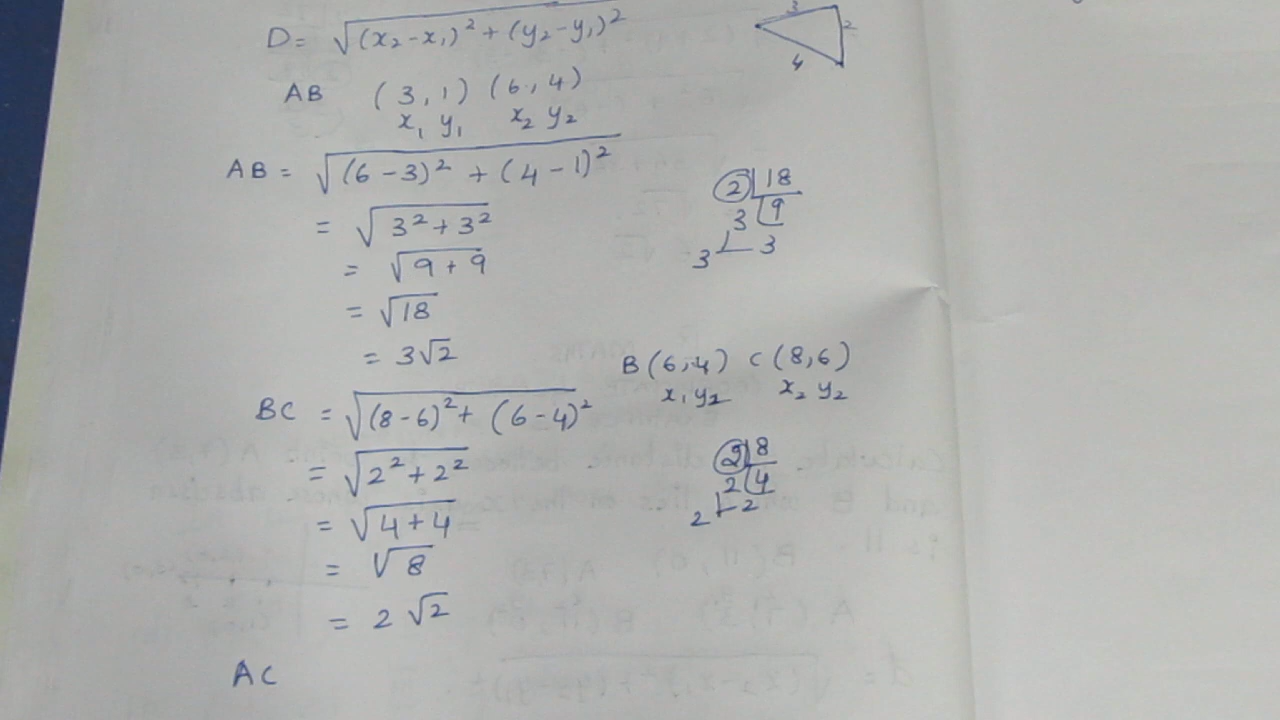 D = √(x₂-x₁)² + (y₂-y₁)²
3
2
4
AB (3, 1) (6, 4)
x₁ y₁ x₂ y₂
AB = √(6-3)² + (4-1)²
= √3² + 3²
= √9 + 9
= √18
= 3√2
2 18
3 9
3 3
B(6, 4) C(8,6)
x₁ y₂ x₂ y₂
BC = √(8-6)² + (6-4)²
= √2² + 2²
= √4 + 4
= √8
= 2√2
2 8
2 4
2 2
AC